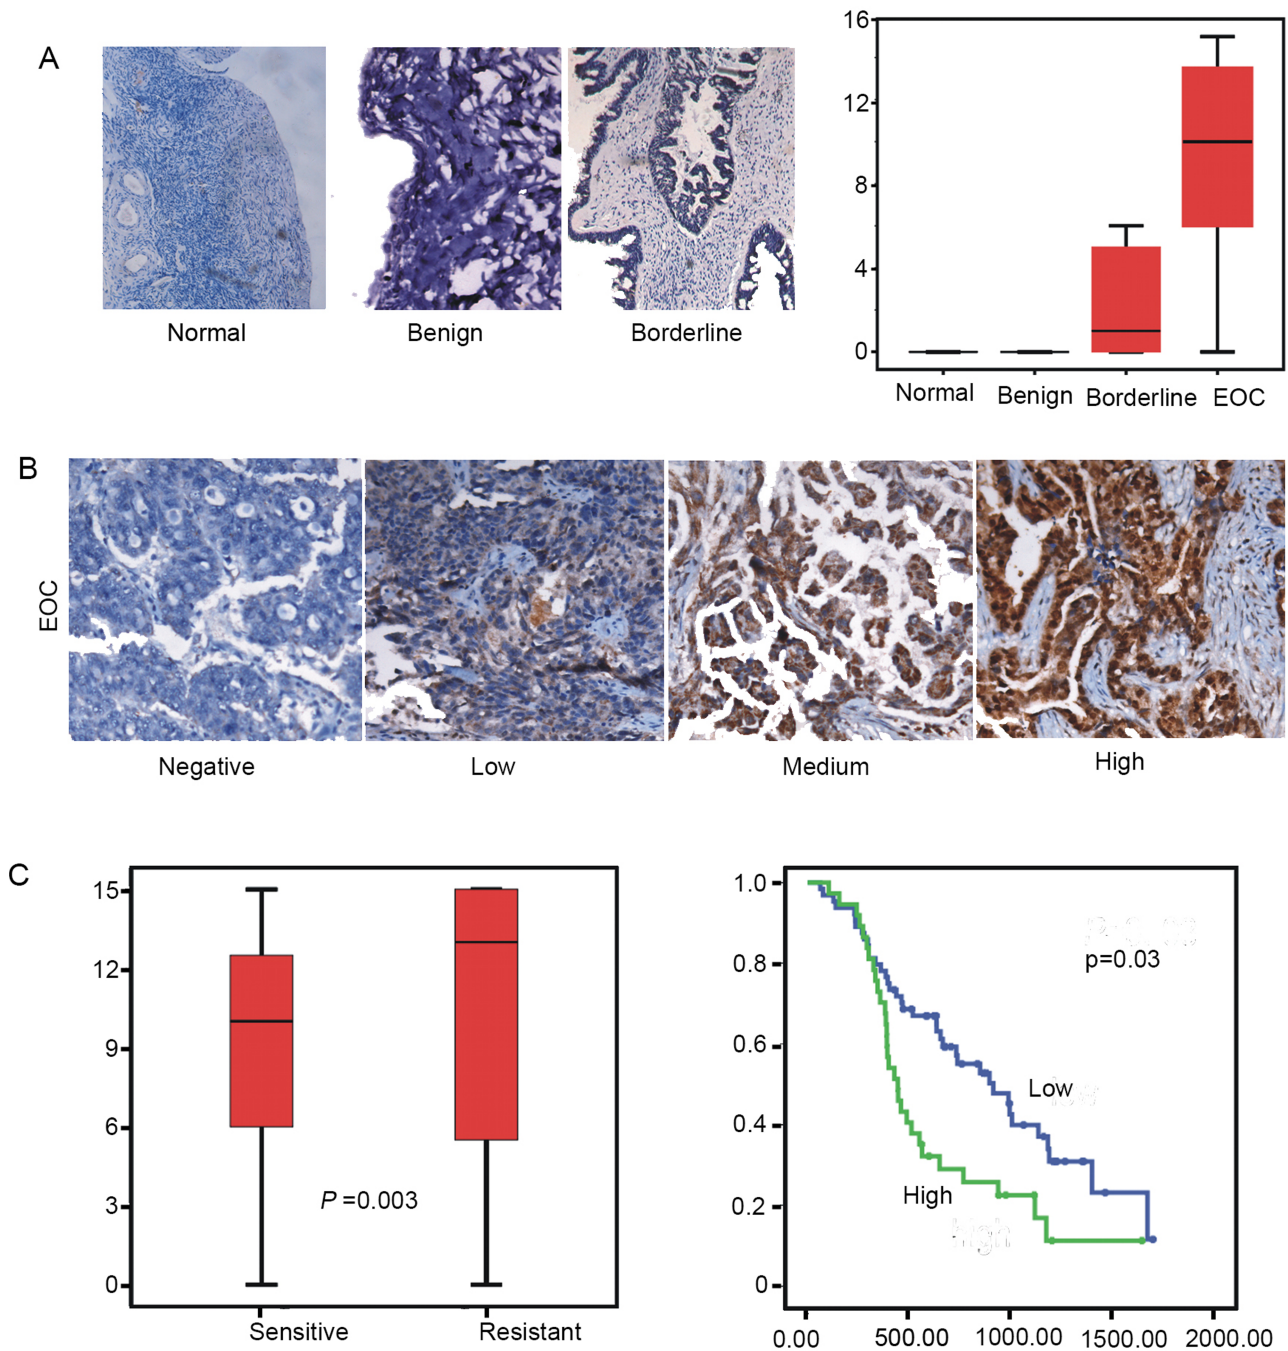 A
Normal
Benign
Borderline
16
12
8
4
0
Normal
Benign
Borderline
EOC
B
EOC
Negative
Low
Medium
High
C
15
12
9
6
3
0
P =0.003
Sensitive
Resistant
1.0
0.8
0.6
0.4
0.2
0
p=0.03
Low
High
high
0.00
500.00
1000.00
1500.00
2000.00